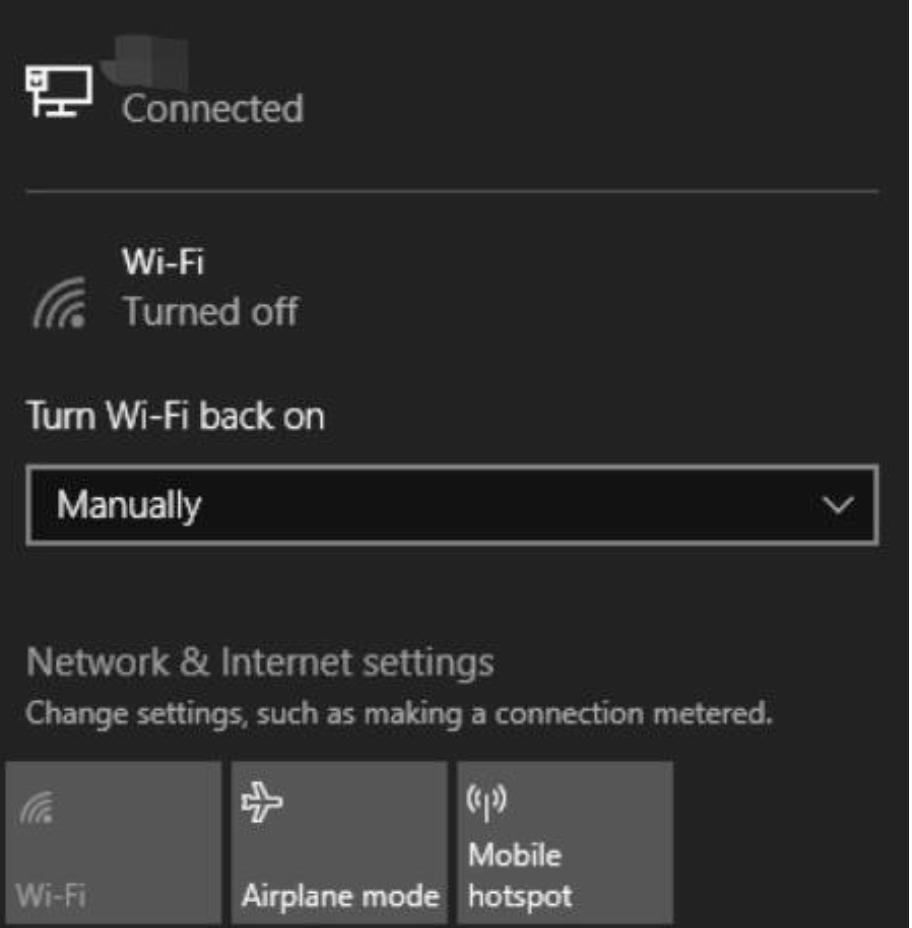 Connected
Wi-Fi
Turned off
Turn Wi-Fi back on
Manually
Network & Internet settings
Change settings, such as making a connection metered.
Wi-Fi
Airplane mode
Mobile
hotspot